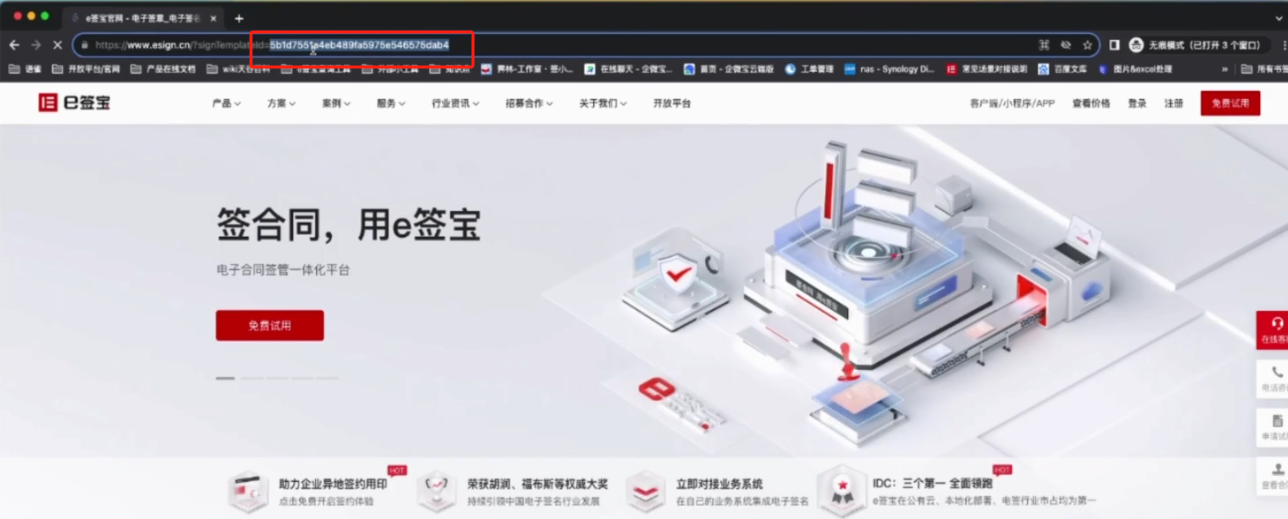 e签宝官网 - 电子签章_电子签名
https://www.esign.cn/?signTemplateId=5b1d7551a4eb489fa5975e546575dab4
无痕模式（已打开 3 个窗口）
语雀 开放平台/官网 产品在线文档 wiki天谷百科 e签宝查询工具 外部小工具 知识点 在线聊天 - 企微宝... 首页 - 企微宝云端版 工单管理 nas - Synology Di... 常见场景对接说明 百度文库 图片&excel处理 » 所有书签
e签宝 产品 方案 案例 服务 行业资讯 招募合作 关于我们 开放平台 客户端/小程序/APP 查看价格 登录 注册 免费试用
签合同，用e签宝
电子合同签管一体化平台
免费试用
签合同 用e签宝
在线客
电话咨
申请试
查看合
助力企业异地签约用印 HOT
点击免费开启签约体验
荣获胡润、福布斯等权威大奖
持续引领中国电子签名行业发展
立即对接业务系统
在自己的业务系统集成电子签名
IDC：三个第一 全面领跑 HOT
e签宝在公有云、本地化部署、电签行业市占均为第一